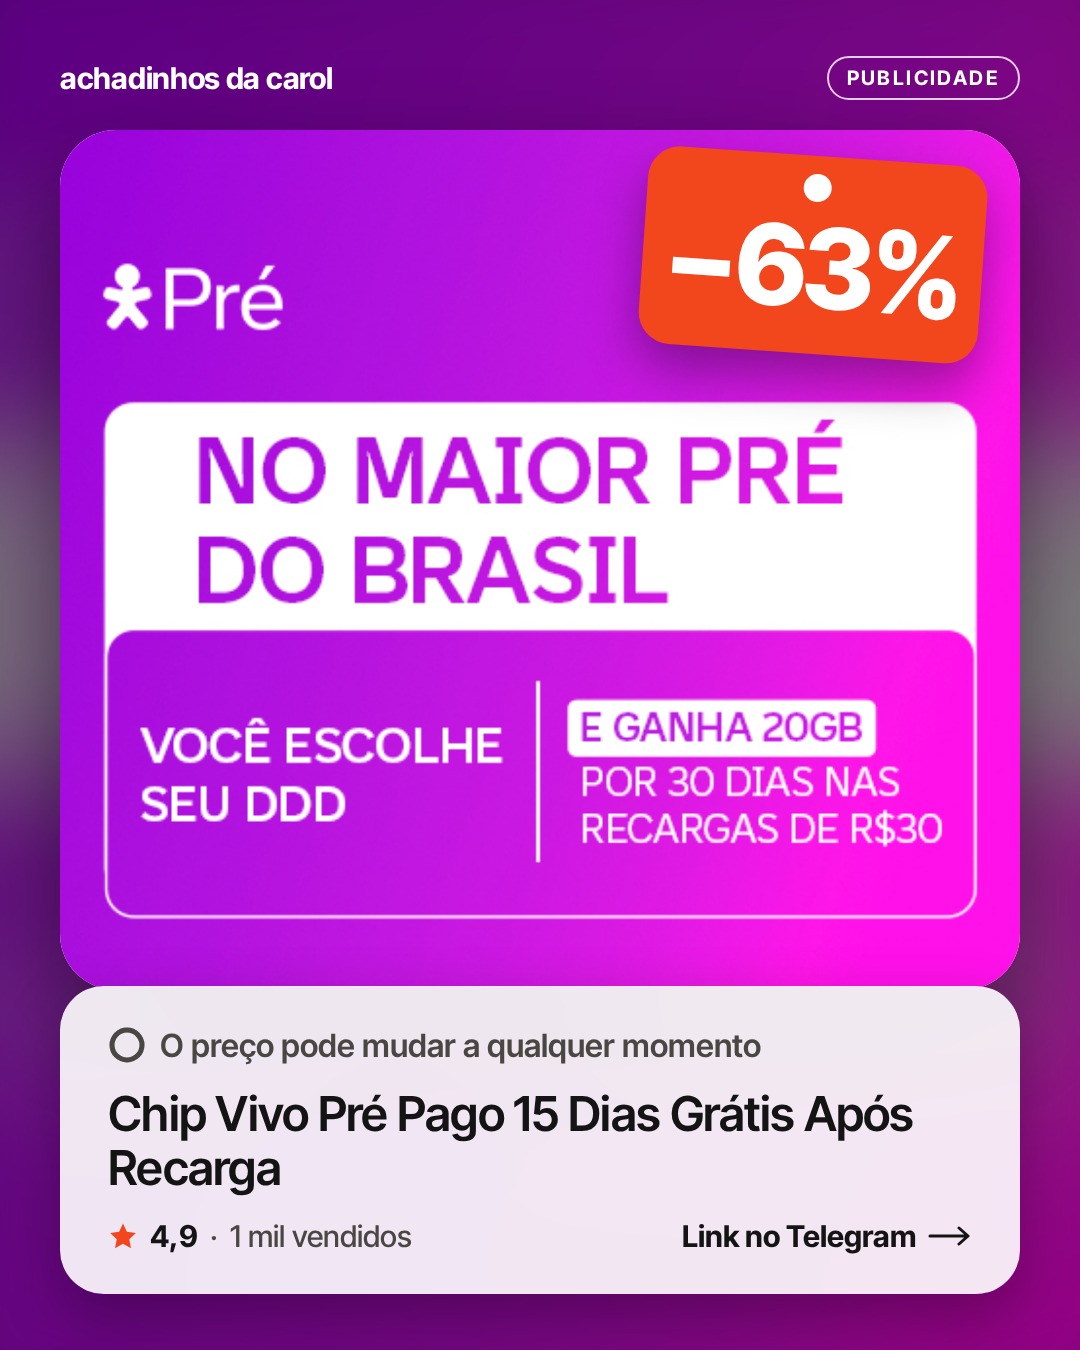 achadinhos da carol
PUBLICIDADE
−63%
Pré
NO MAIOR PRÉ
DO BRASIL
VOCÊ ESCOLHE
SEU DDD
E GANHA 20GB
POR 30 DIAS NAS
RECARGAS DE R$30
O preço pode mudar a qualquer momento
Chip Vivo Pré Pago 15 Dias Grátis Após
Recarga
4,9 · 1 mil vendidos
Link no Telegram →